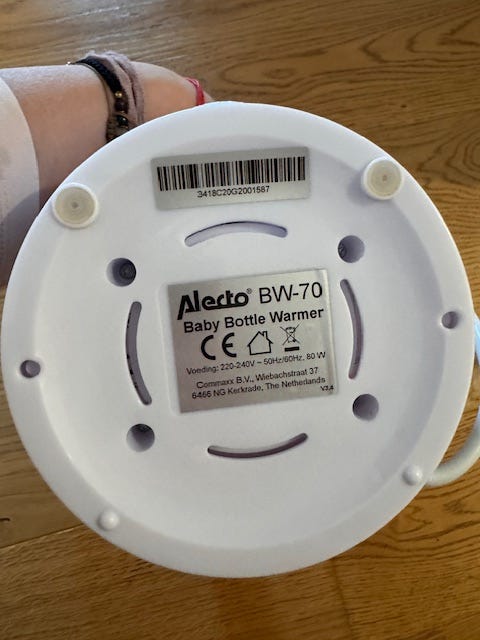 3418C20G2001587
Alecto® BW-70
Baby Bottle Warmer
CE
Voeding: 220-240V ~ 50Hz/60Hz, 80 W
Commaxx B.V., Wiebachstraat 37
6466 NG Kerkrade, The Netherlands
V3.4